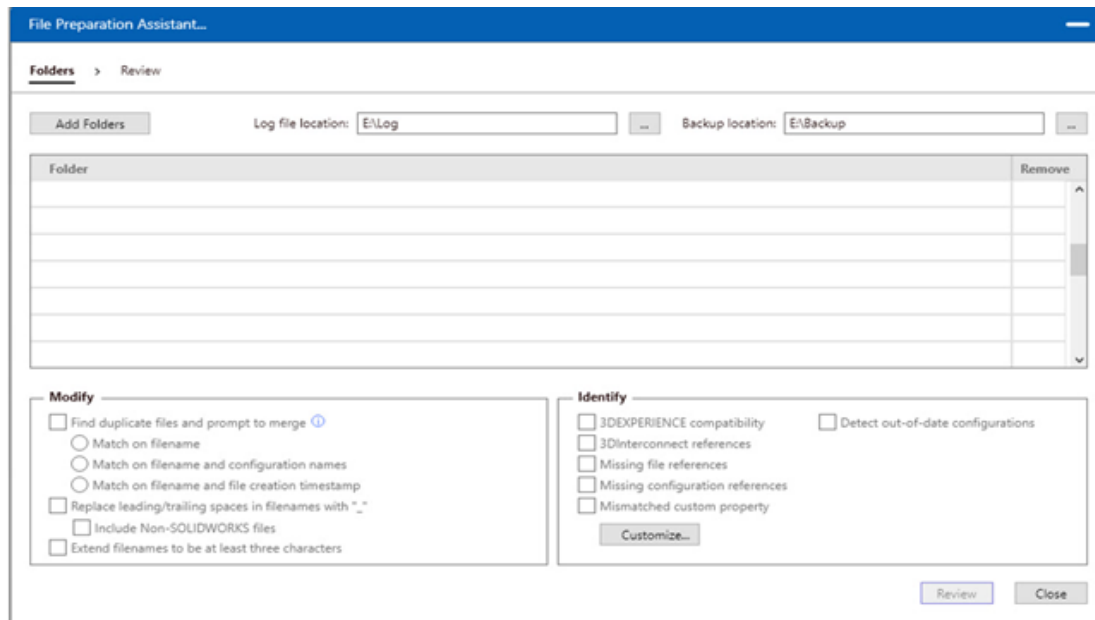 File Preparation Assistant...
Folders > Review
Add Folders Log file location: E:\Log ... Backup location: E:\Backup ...
Folder Remove
Modify
Find duplicate files and prompt to merge
Match on filename
Match on filename and configuration names
Match on filename and file creation timestamp
Replace leading/trailing spaces in filenames with "_"
Include Non-SOLIDWORKS files
Extend filenames to be at least three characters
Identify
3DEXPERIENCE compatibility Detect out-of-date configurations
3DInterconnect references
Missing file references
Missing configuration references
Mismatched custom property
Customize...
Review Close